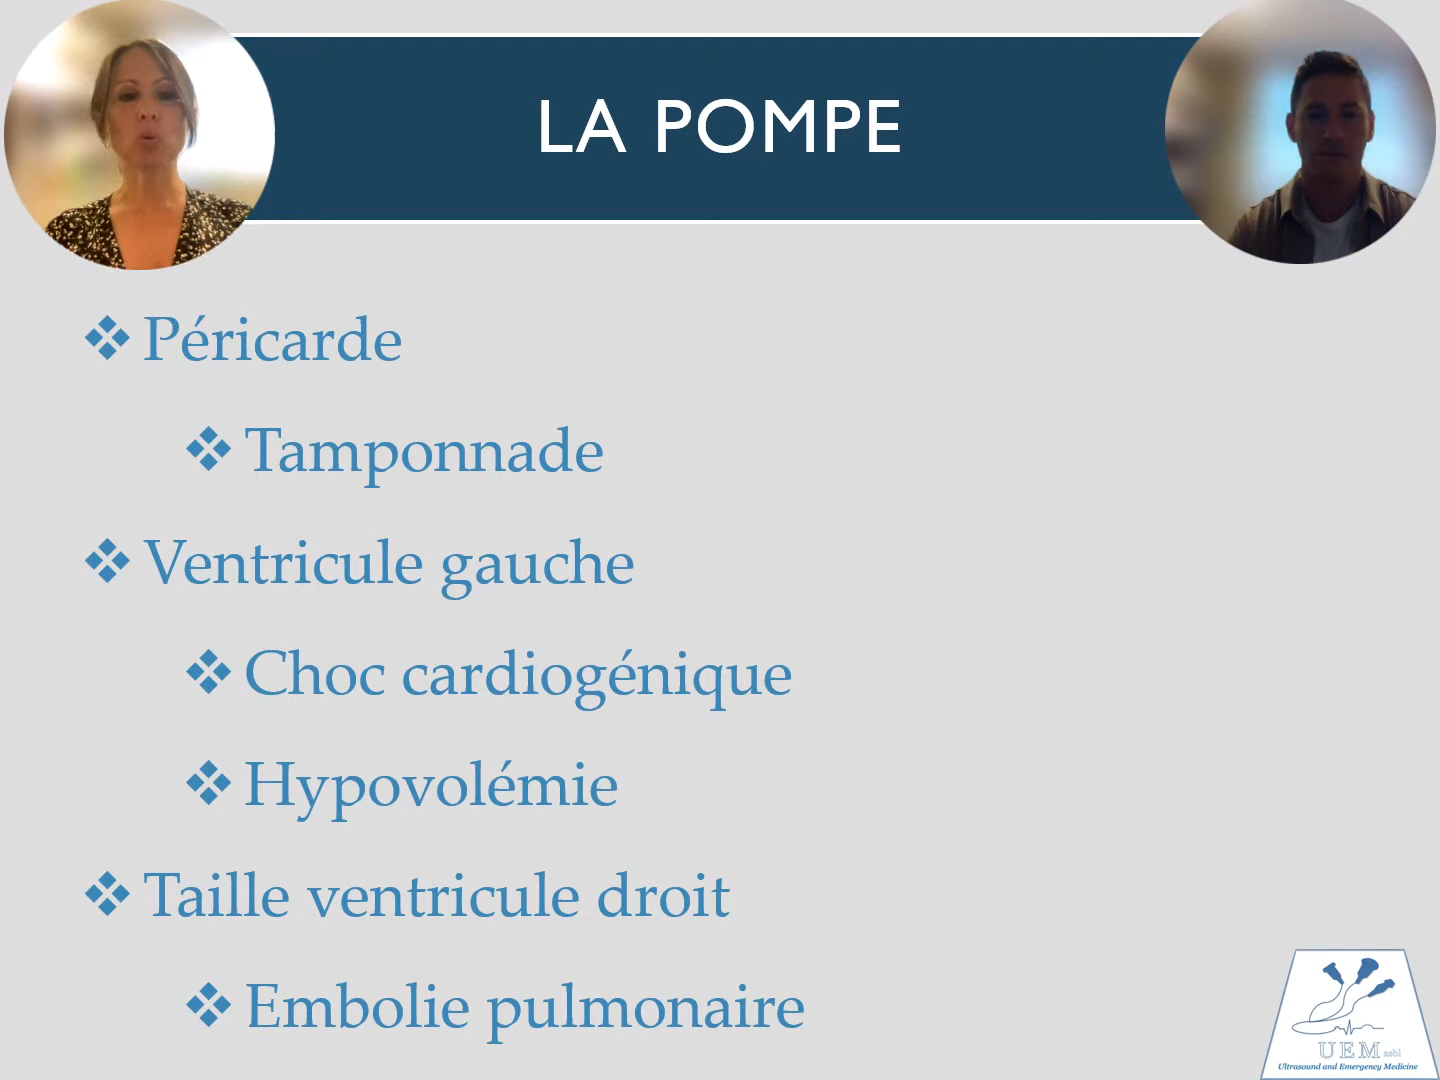 LA POMPE
❖ Péricarde
❖ Tamponnade
❖ Ventricule gauche
❖ Choc cardiogénique
❖ Hypovolémie
❖ Taille ventricule droit
❖ Embolie pulmonaire
UEM asbl
Ultrasound and Emergency Medicine